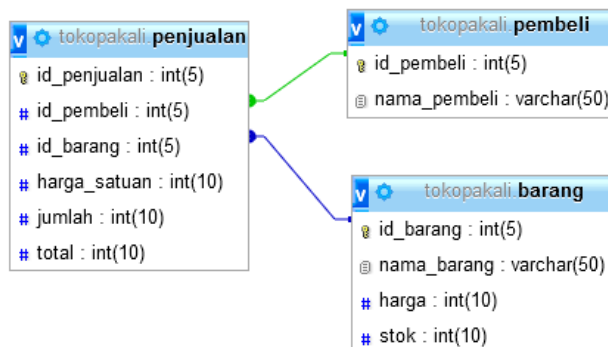 tokopakali.penjualan
id_penjualan : int(5)
id_pembeli : int(5)
id_barang : int(5)
harga_satuan : int(10)
jumlah : int(10)
total : int(10)
tokopakali.pembeli
id_pembeli : int(5)
nama_pembeli : varchar(50)
tokopakali.barang
id_barang : int(5)
nama_barang : varchar(50)
harga : int(10)
stok : int(10)